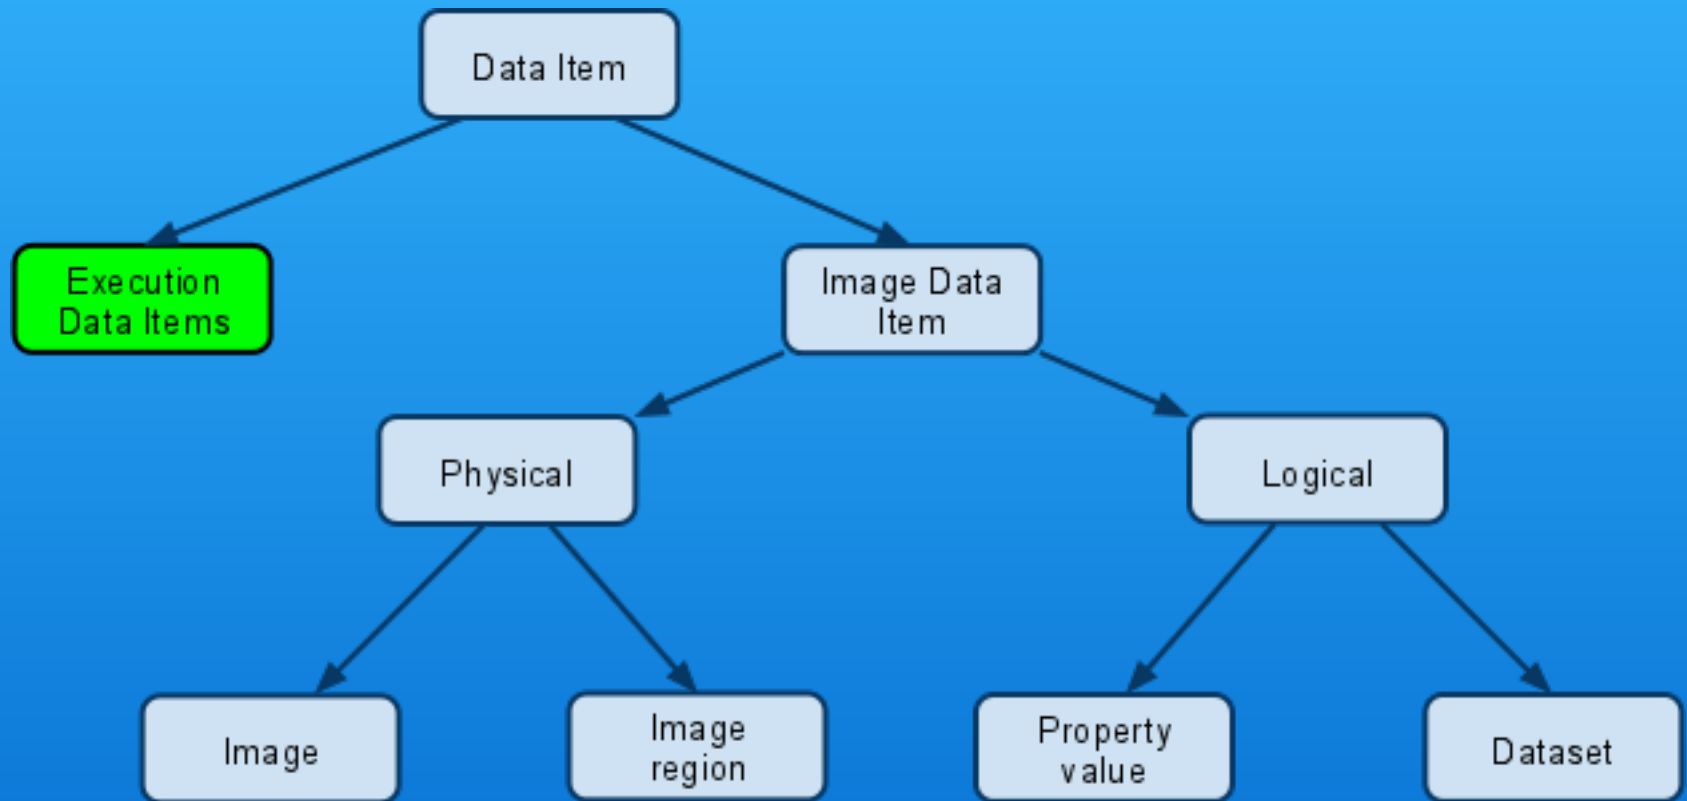 Data Item
Execution
Data Items
Image Data
Item
Physical
Logical
Image
Image
region
Property
value
Dataset